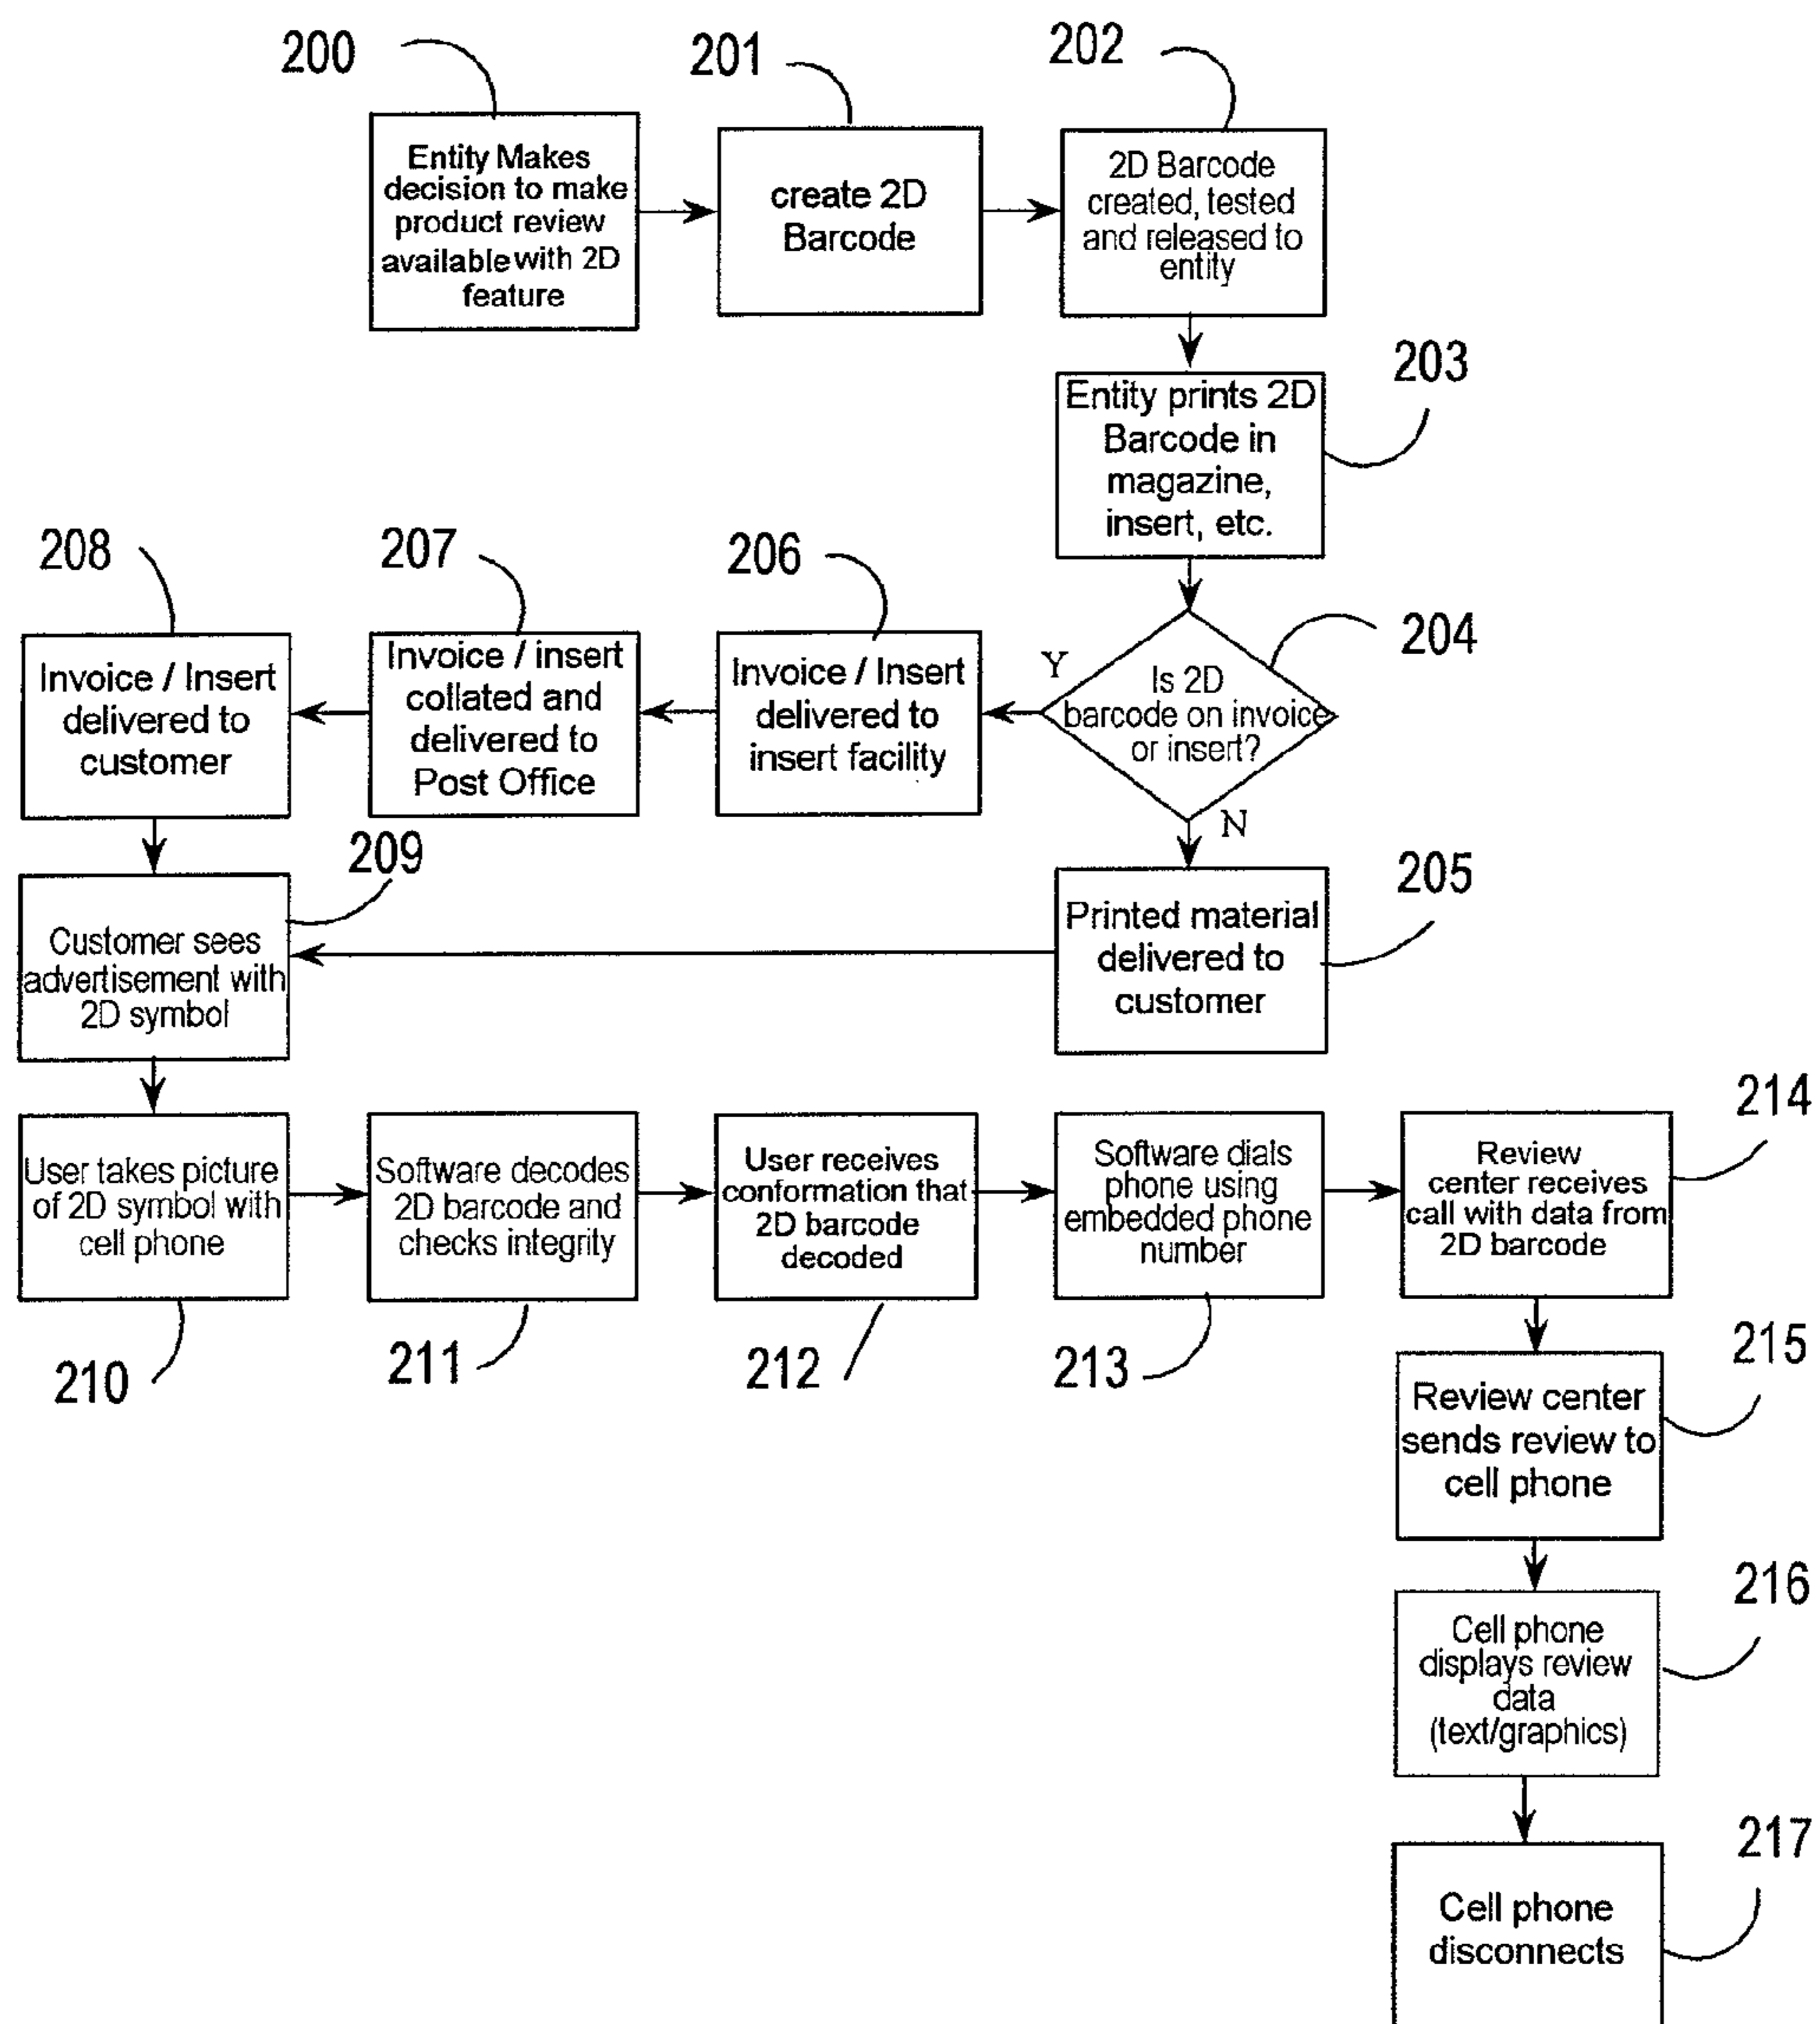 200
201
202
Entity Makes
decision to make
product review
available with 2D
feature
create 2D
Barcode
2D Barcode
created, tested
and released to
entity
203
Entity prints 2D
Barcode in
magazine,
insert, etc.
208
207
206
204
Invoice / Insert
delivered to
customer
Invoice / insert
collated and
delivered to
Post Office
Invoice / Insert
delivered to
insert facility
Y
Is 2D
barcode on invoice
or insert?
N
209
205
Customer sees
advertisement with
2D symbol
Printed material
delivered to
customer
214
User takes picture
of 2D symbol with
cell phone
Software decodes
2D barcode and
checks integrity
User receives
conformation that
2D barcode
decoded
Software dials
phone using
embedded phone
number
Review
center receives
call with data from
2D barcode
210
211
212
213
215
Review center
sends review to
cell phone
216
Cell phone
displays review
data
(text/graphics)
217
Cell phone
disconnects